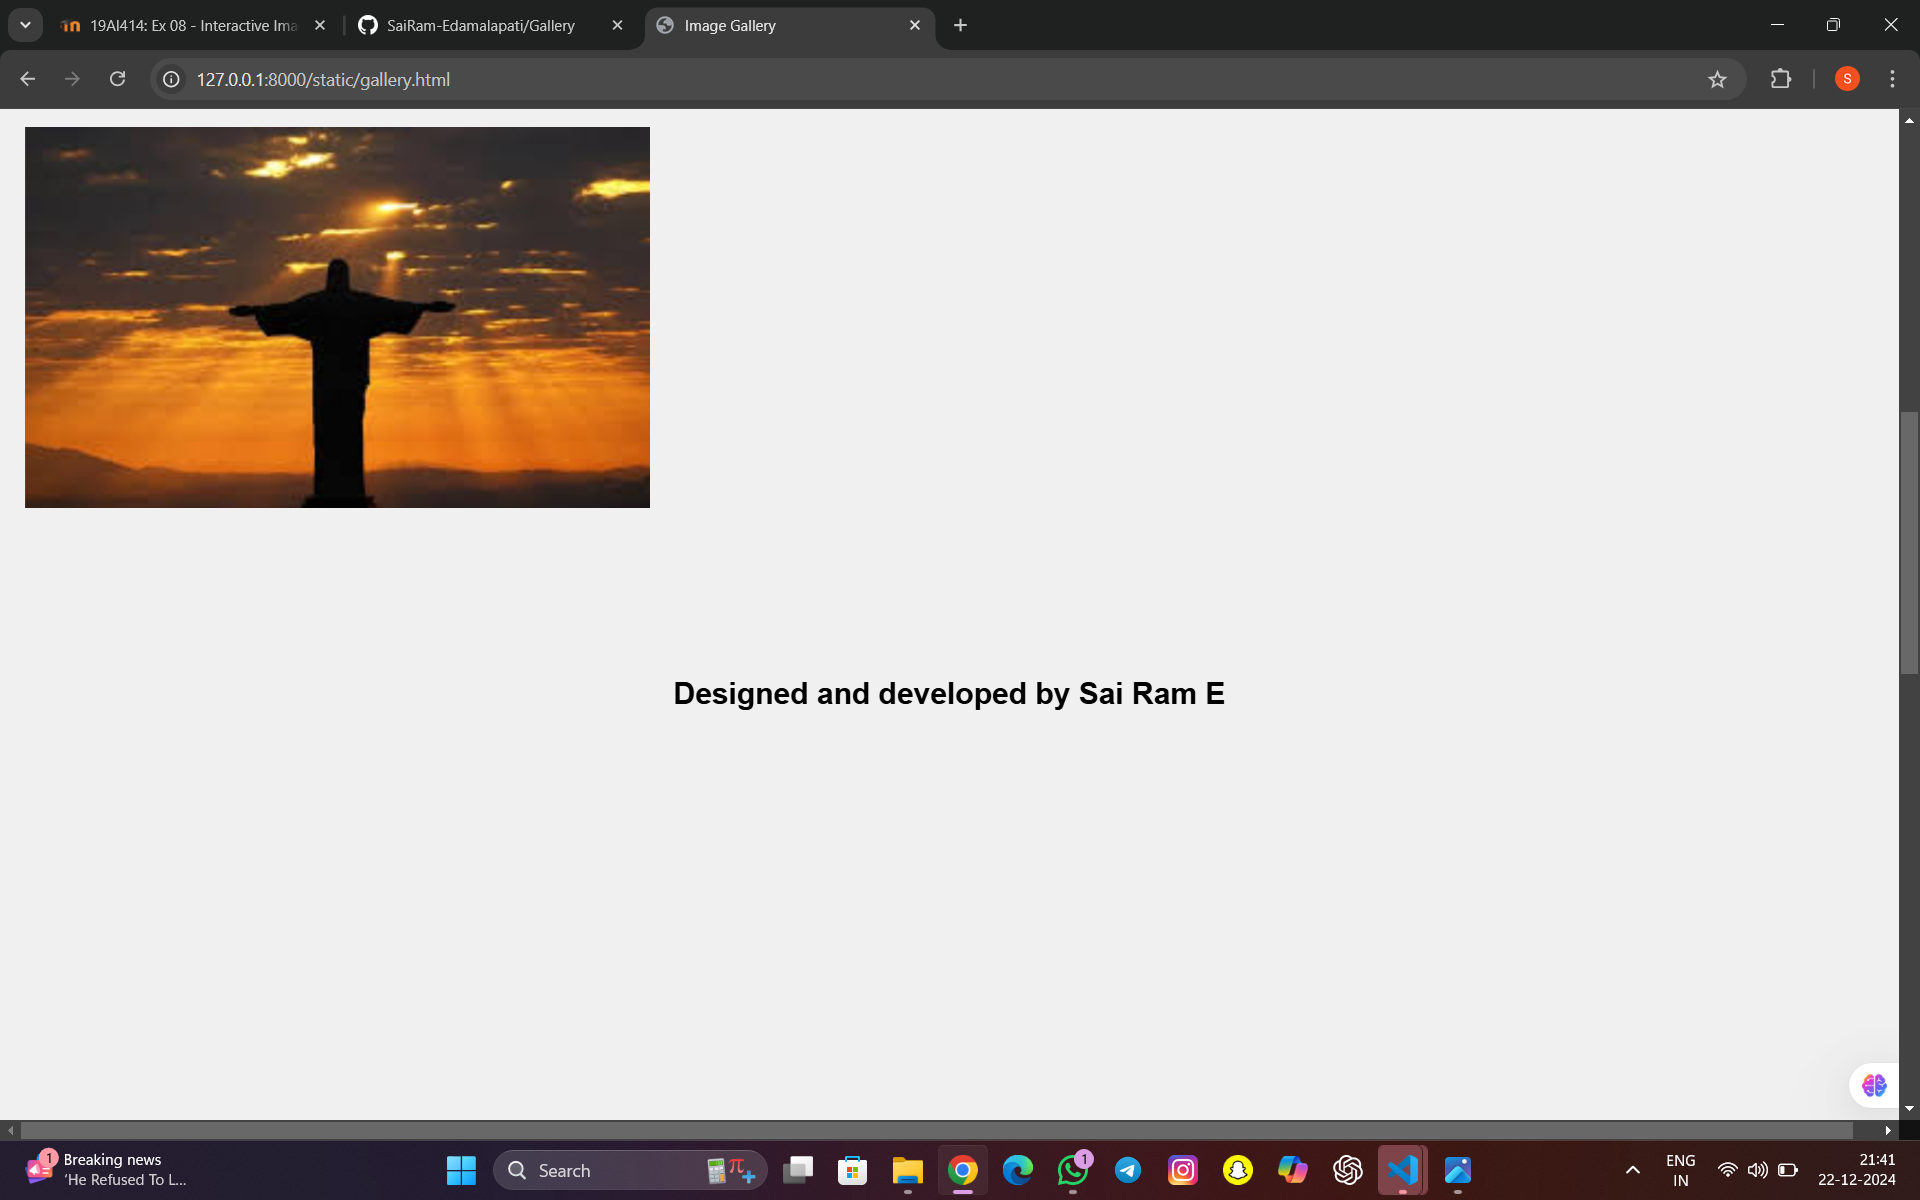 19AI414: Ex 08 - Interactive Ima
SaiRam-Edamalapati/Gallery
Image Gallery
127.0.0.1:8000/static/gallery.html
S
Designed and developed by Sai Ram E
1
Breaking news
'He Refused To L...
Search
1
ENG
IN
21:41
22-12-2024